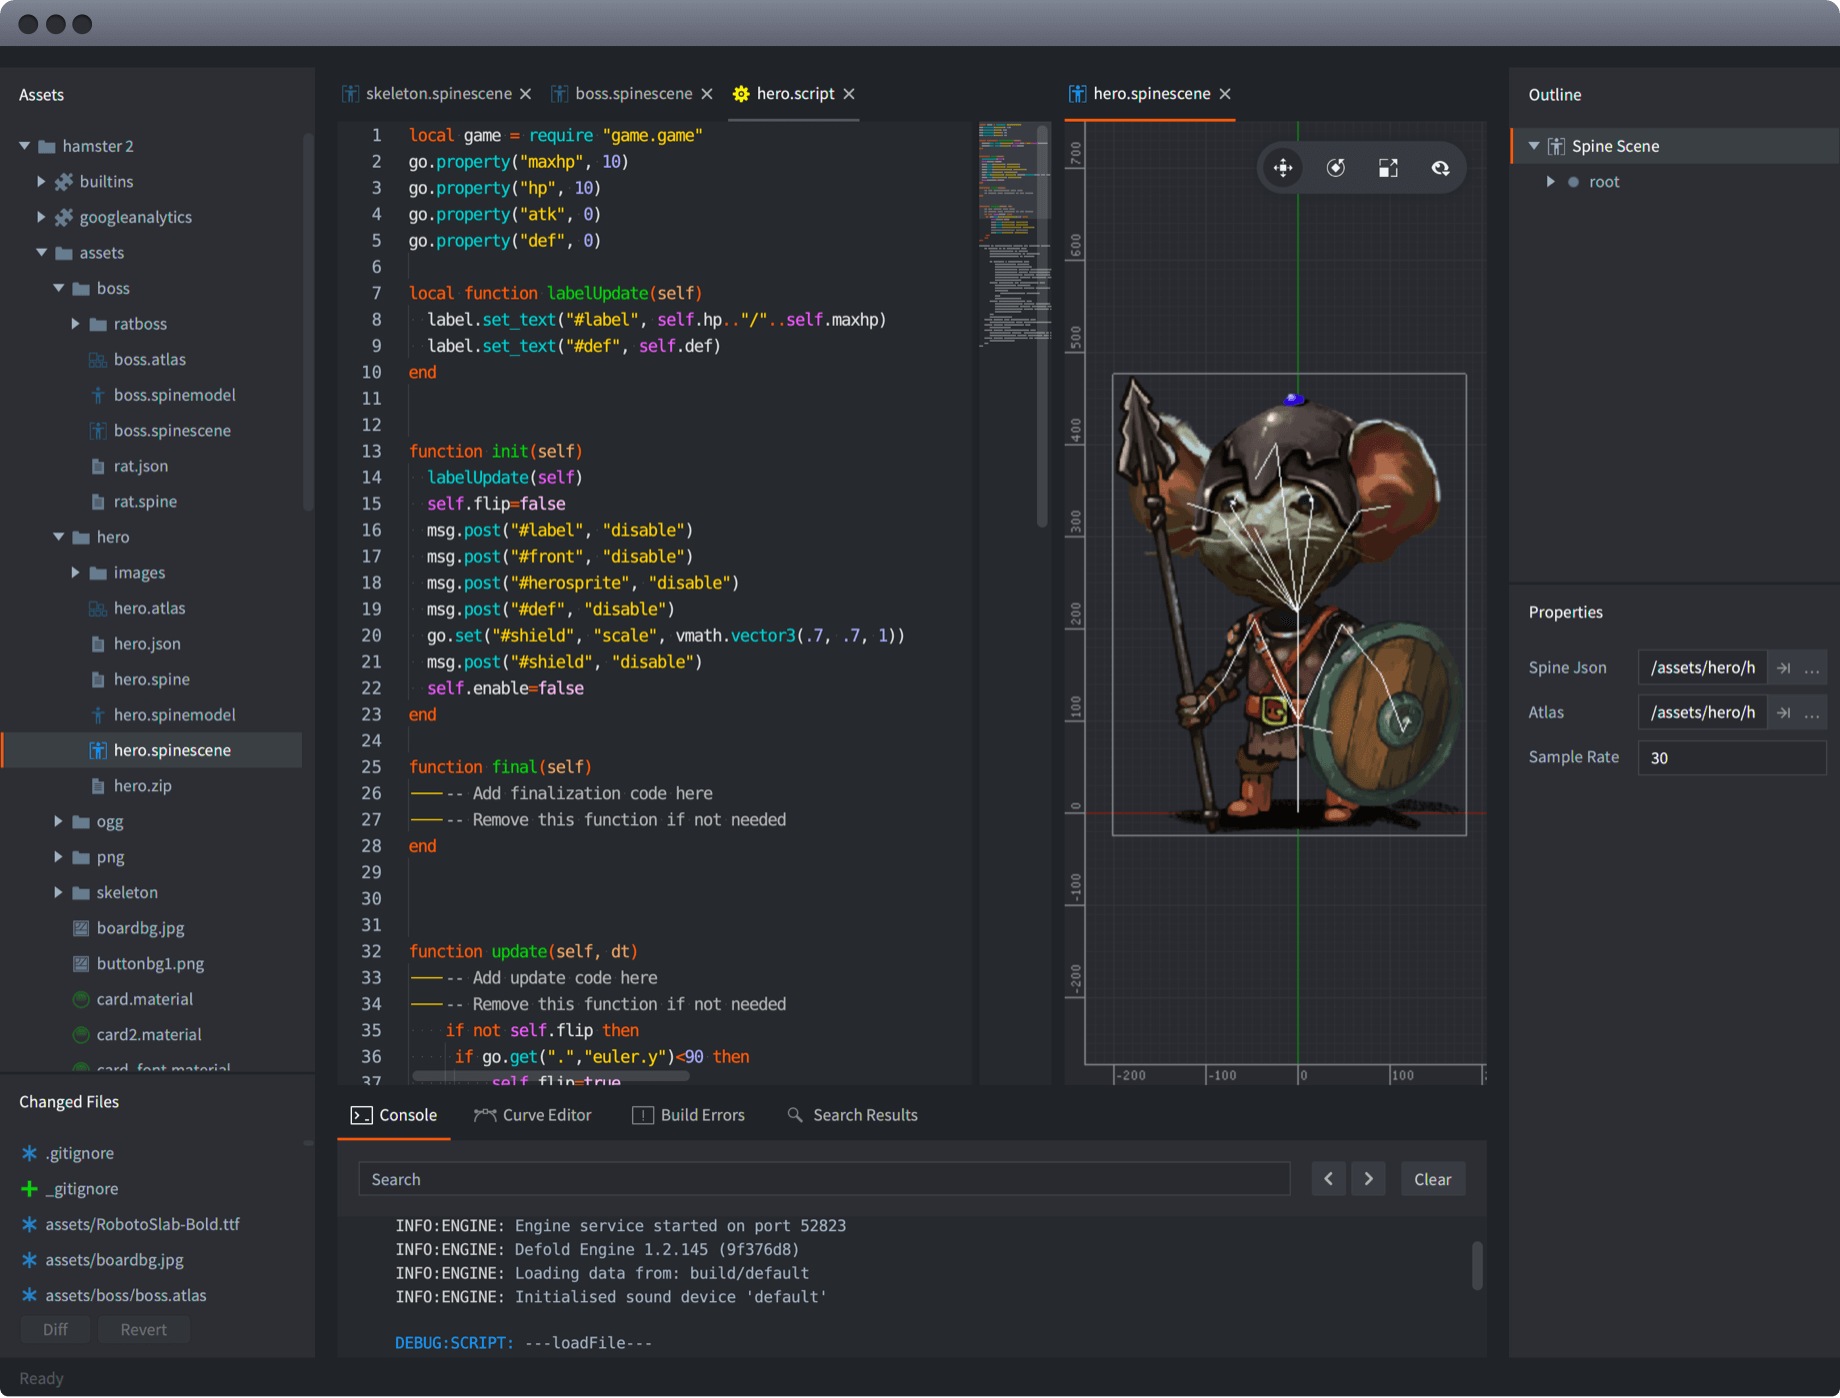 Assets
hamster 2
builtins
googleanalytics
assets
boss
ratboss
boss.atlas
boss.spinemodel
boss.spinescene
rat.json
rat.spine
hero
images
hero.atlas
hero.json
hero.spine
hero.spinemodel
hero.spinescene
hero.zip
ogg
png
skeleton
boardbg.jpg
buttonbg1.png
card.material
card2.material
card_font.material
Changed Files
.gitignore
_gitignore
assets/RobotoSlab-Bold.ttf
assets/boardbg.jpg
assets/boss/boss.atlas
Diff Revert
Ready
skeleton.spinescene boss.spinescene hero.script
1 local game = require "game.game"
2 go.property("maxhp", 10)
3 go.property("hp", 10)
4 go.property("atk", 0)
5 go.property("def", 0)
6
7 local function labelUpdate(self)
8 label.set_text("#label", self.hp.."/"..self.maxhp)
9 label.set_text("#def", self.def)
10 end
11
12
13 function init(self)
14 labelUpdate(self)
15 self.flip=false
16 msg.post("#label", "disable")
17 msg.post("#front", "disable")
18 msg.post("#herosprite", "disable")
19 msg.post("#def", "disable")
20 go.set("#shield", "scale", vmath.vector3(.7, .7, 1))
21 msg.post("#shield", "disable")
22 self.enable=false
23 end
24
25 function final(self)
26 -- Add finalization code here
27 -- Remove this function if not needed
28 end
29
30
31
32 function update(self, dt)
33 -- Add update code here
34 -- Remove this function if not needed
35 if not self.flip then
36 if go.get(".","euler.y")<90 then
37 self.flip=true
hero.spinescene
700
600
500
400
300
200
100
0
-100
-200
-200 -100 0 100
Console Curve Editor Build Errors Search Results
Search Clear
INFO:ENGINE: Engine service started on port 52823
INFO:ENGINE: Defold Engine 1.2.145 (9f376d8)
INFO:ENGINE: Loading data from: build/default
INFO:ENGINE: Initialised sound device 'default'
DEBUG:SCRIPT: ---loadFile---
Outline
Spine Scene
root
Properties
Spine Json /assets/hero/h ...
Atlas /assets/hero/h ...
Sample Rate 30